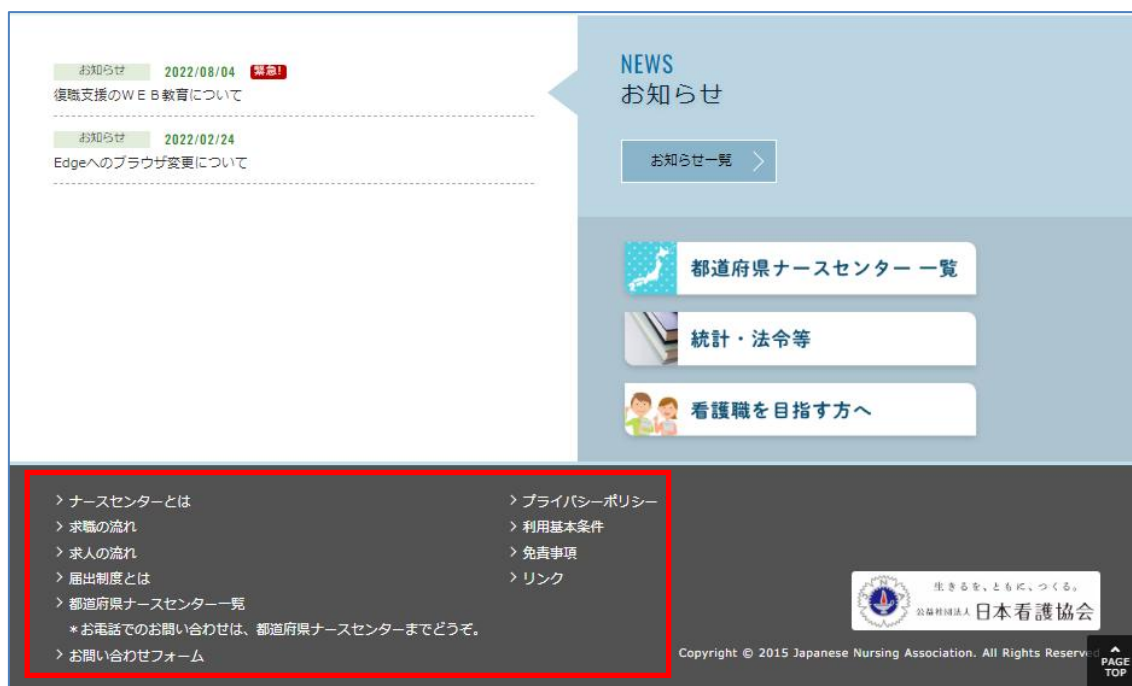 お知らせ 2022/08/04 緊急!
復職支援のWEB教育について
お知らせ 2022/02/24
Edgeへのブラウザ変更について
NEWS
お知らせ
お知らせ一覧
都道府県ナースセンター 一覧
統計・法令等
看護職を目指す方へ
ナースセンターとは
求職の流れ
求人の流れ
届出制度とは
都道府県ナースセンター一覧
*お電話でのお問い合わせは、都道府県ナースセンターまでどうぞ。
お問い合わせフォーム
プライバシーポリシー
利用基本条件
免責事項
リンク
生きるを、ともに、つくる。
公益社団法人 日本看護協会
Copyright © 2015 Japanese Nursing Association. All Rights Reserved
PAGE
TOP